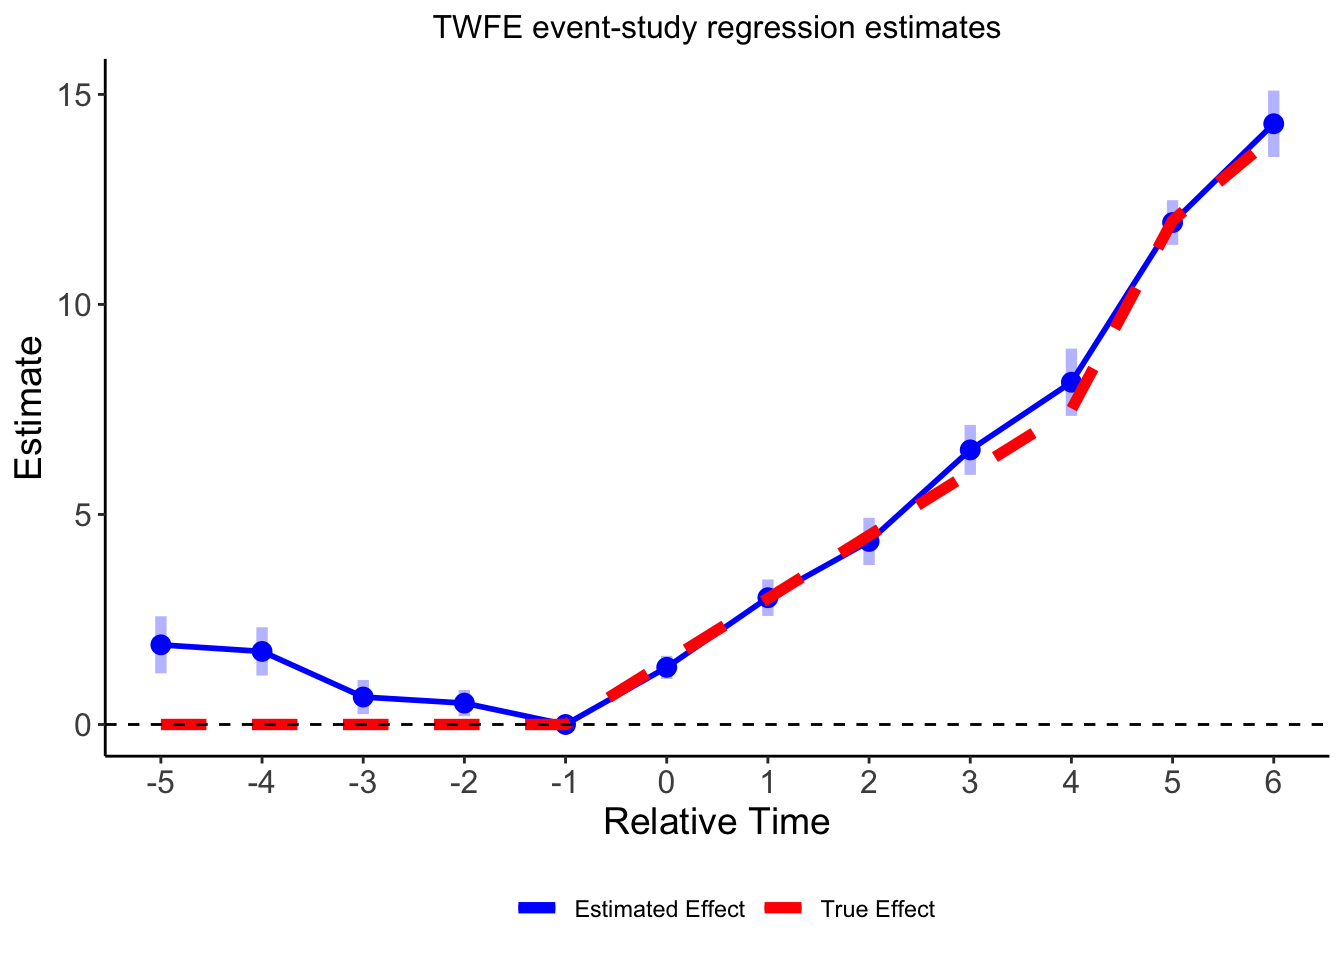 TWFE event-study regression estimates
15
10
5
0
Estimate
-5 -4 -3 -2 -1 0 1 2 3 4 5 6
Relative Time
Estimated Effect True Effect